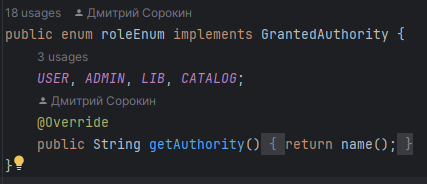 18 usages Дмитрий Сорокин
public enum roleEnum implements GrantedAuthority {
3 usages
USER, ADMIN, LIB, CATALOG;
Дмитрий Сорокин
@Override
public String getAuthority() { return name(); }
}